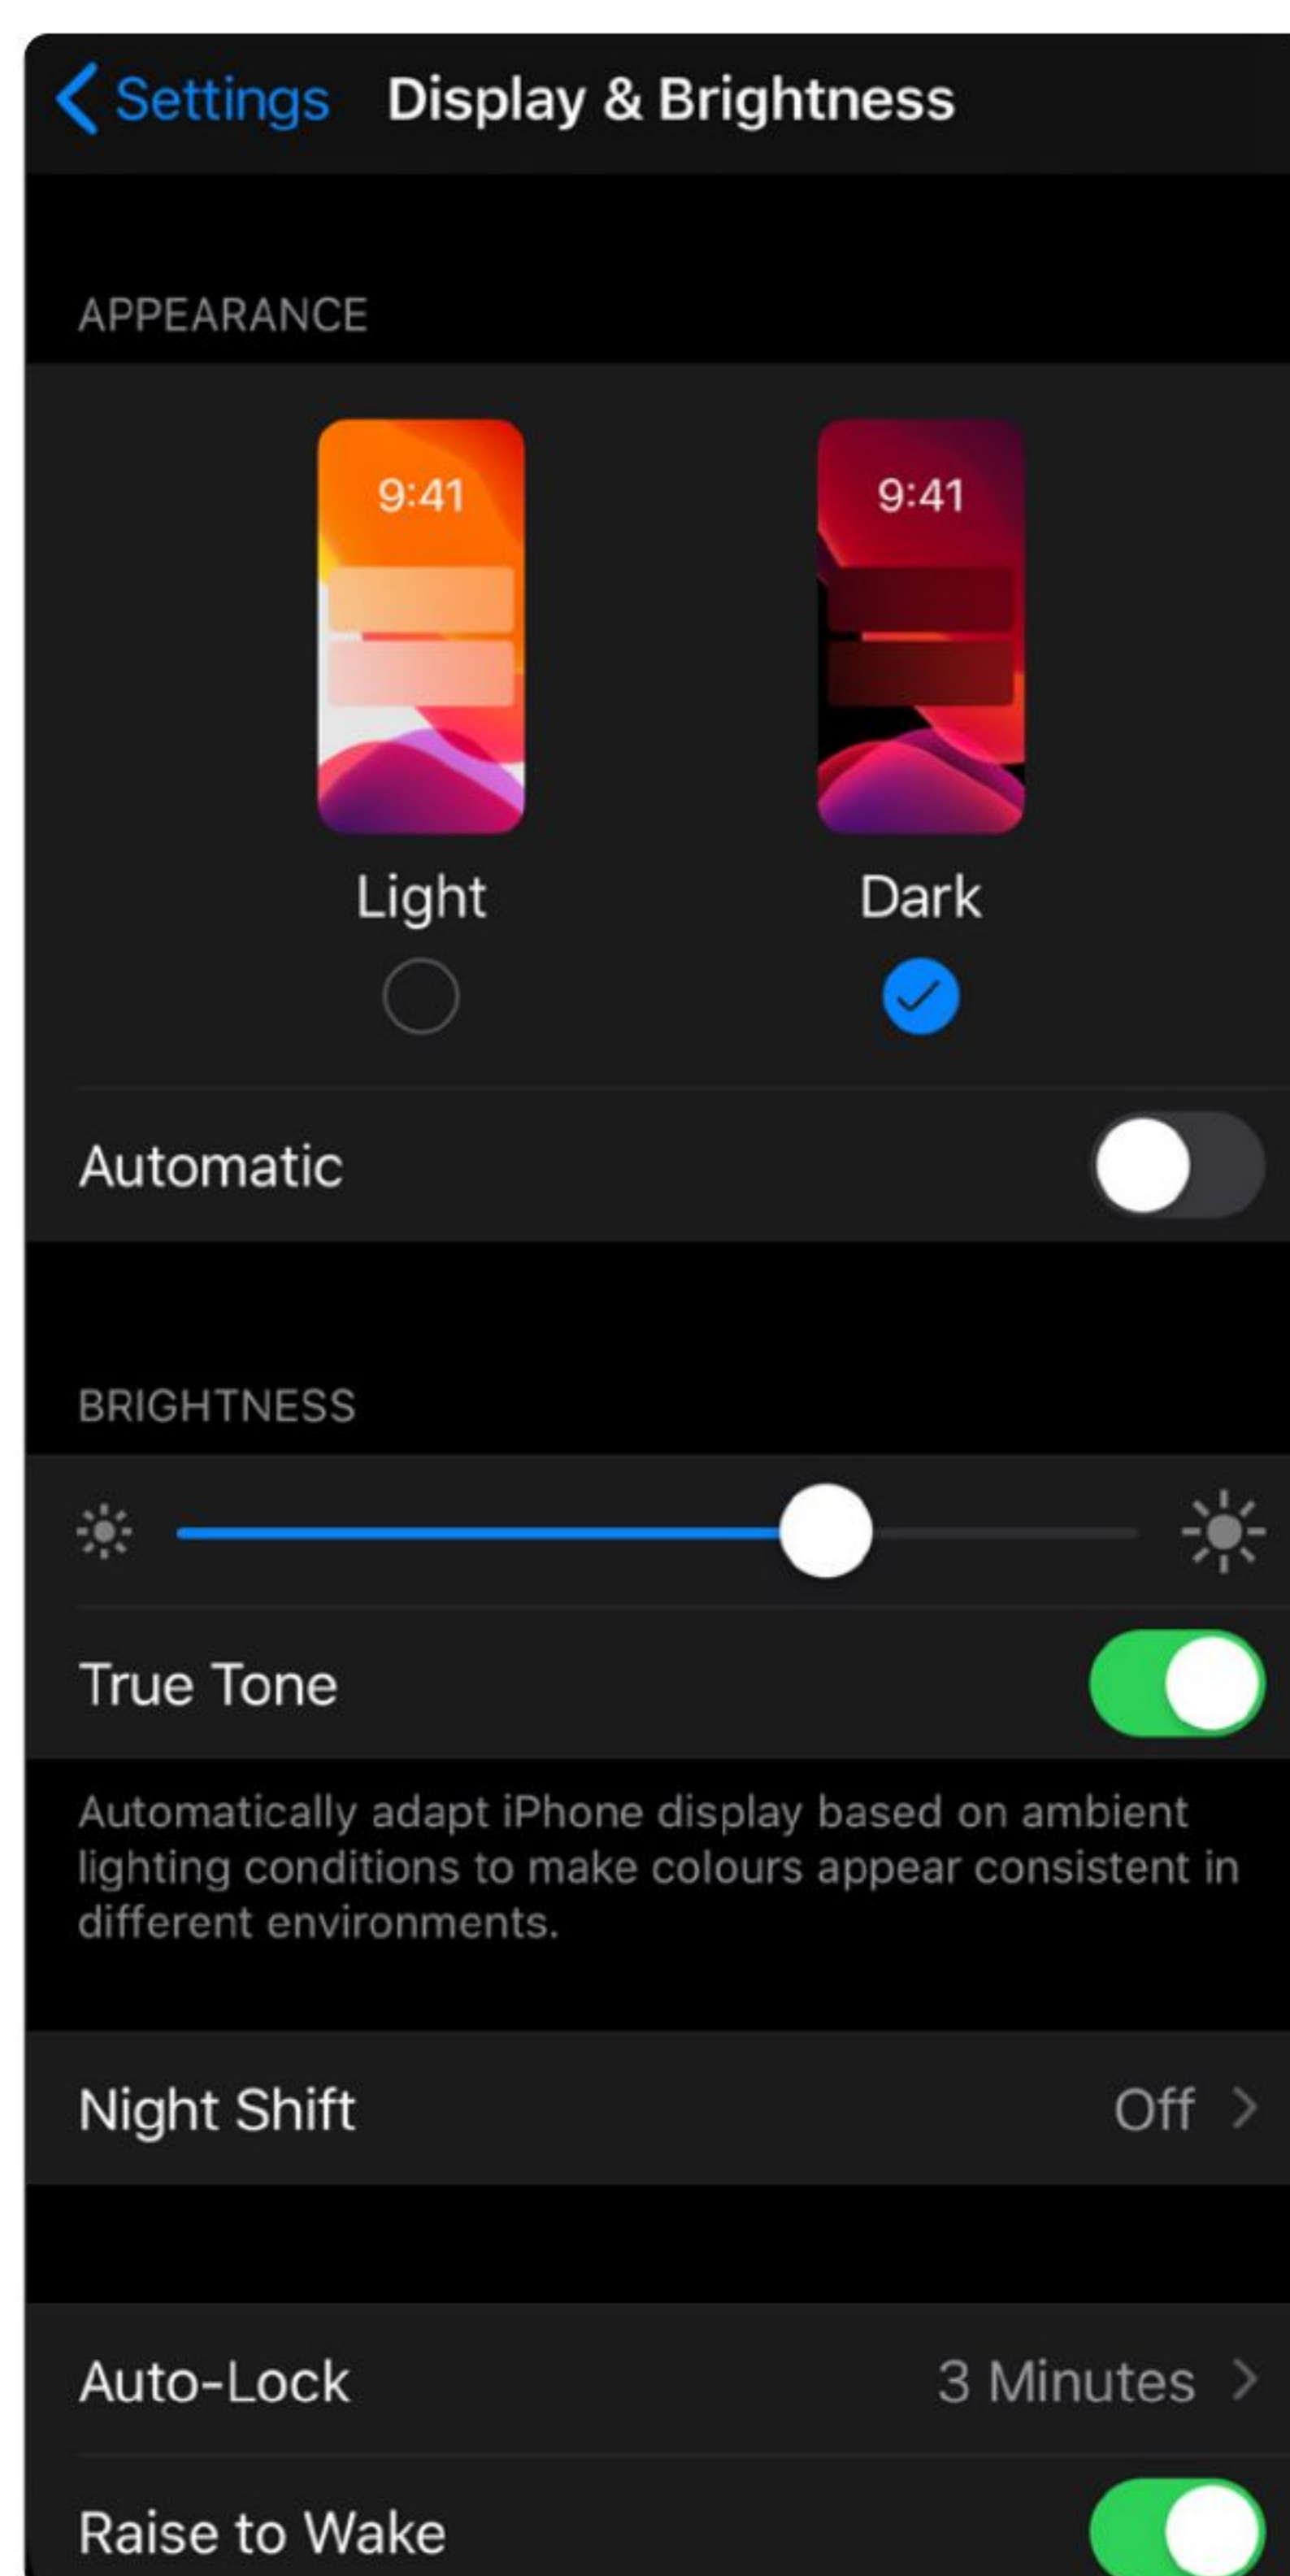 Settings Display & Brightness
APPEARANCE
9:41 9:41
Light Dark
Automatic
BRIGHTNESS
True Tone
Automatically adapt iPhone display based on ambient
lighting conditions to make colours appear consistent in
different environments.
Night Shift Off
Auto-Lock 3 Minutes
Raise to Wake